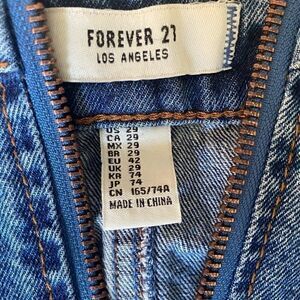 FOREVER 21
LOS ANGELES
US 29
CA 29
MX 29
BR 29
EU 42
UK 29
KR 74
JP 74
CN 165/74A
MADE IN CHINA